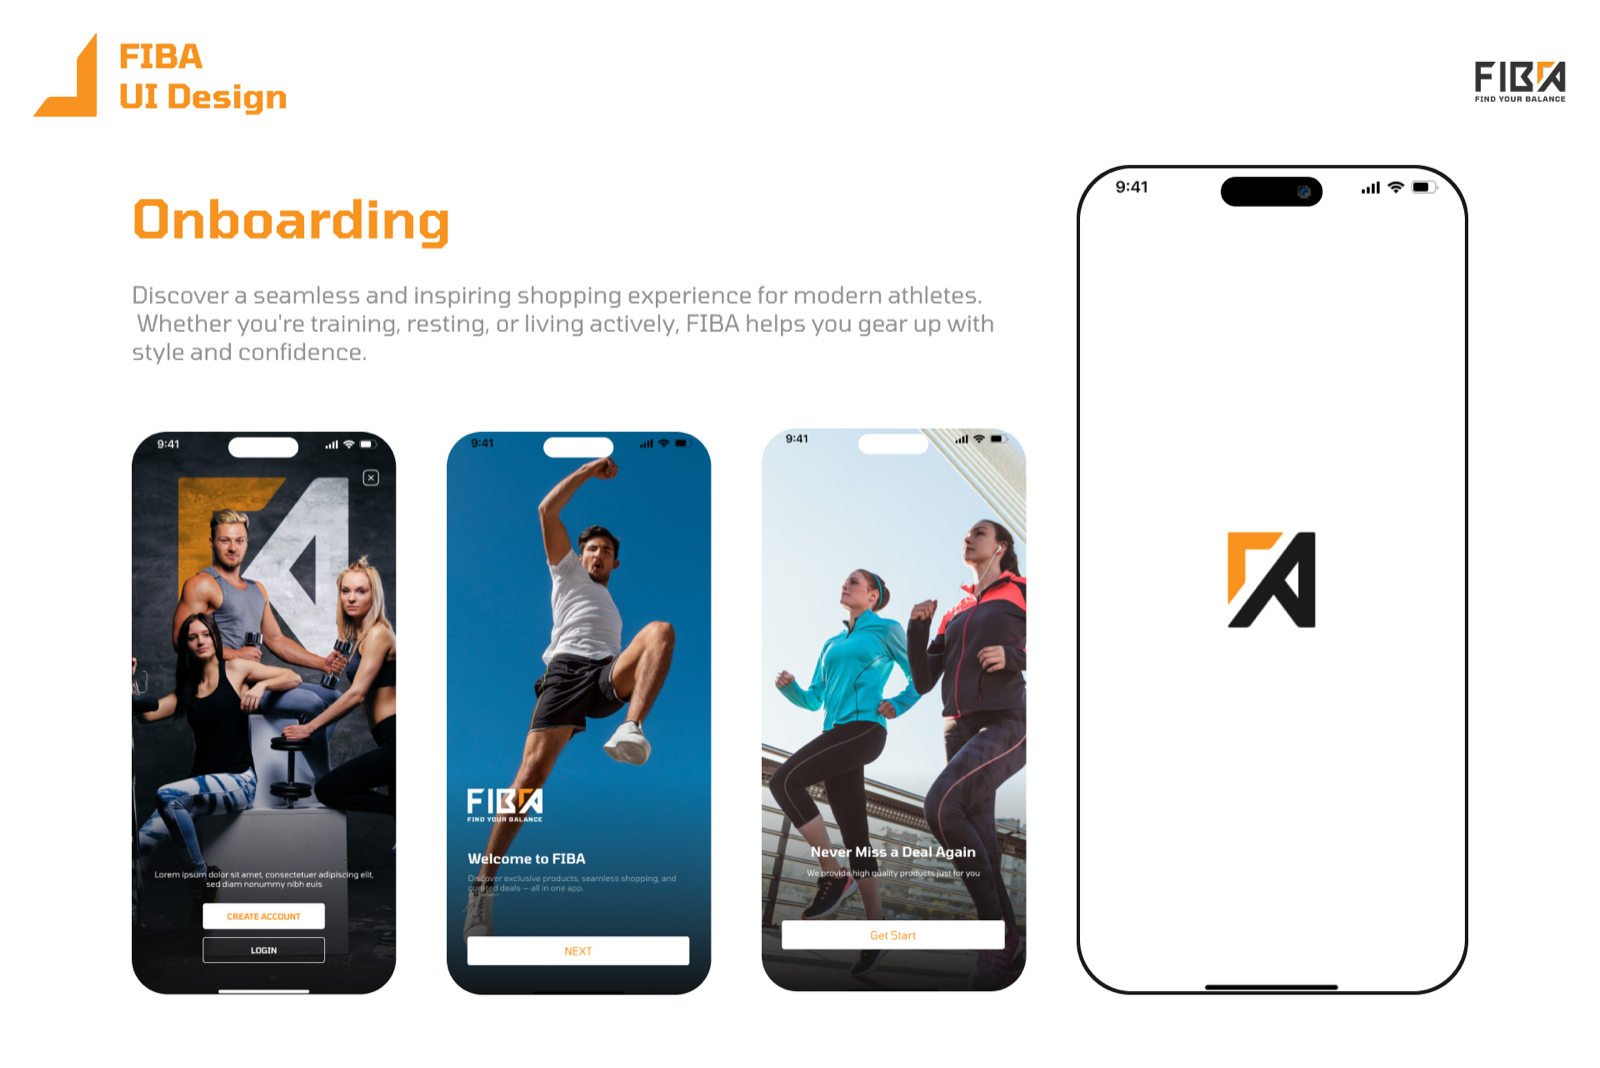 FIBA
UI Design
FIBA
FIND YOUR BALANCE
Onboarding
Discover a seamless and inspiring shopping experience for modern athletes.
Whether you're training, resting, or living actively, FIBA helps you gear up with
style and confidence.
9:41
Lorem ipsum dolor sit amet, consectetuer adipiscing elit,
sed diam nonummy nibh euis
CREATE ACCOUNT
LOGIN
9:41
FIBA
FIND YOUR BALANCE
Welcome to FIBA
Discover exclusive products, seamless shopping, and
curated deals — all in one app.
NEXT
9:41
Never Miss a Deal Again
We provide high quality products just for you
Get Start
9:41